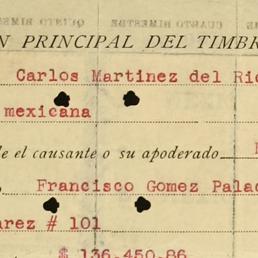 N PRINCIPAL DEL TIMBR
Carlos Martinez del Rio
mexicana
el causante o su apoderado
Francisco Gomez Palac
arez # 101
$ 136,450.86